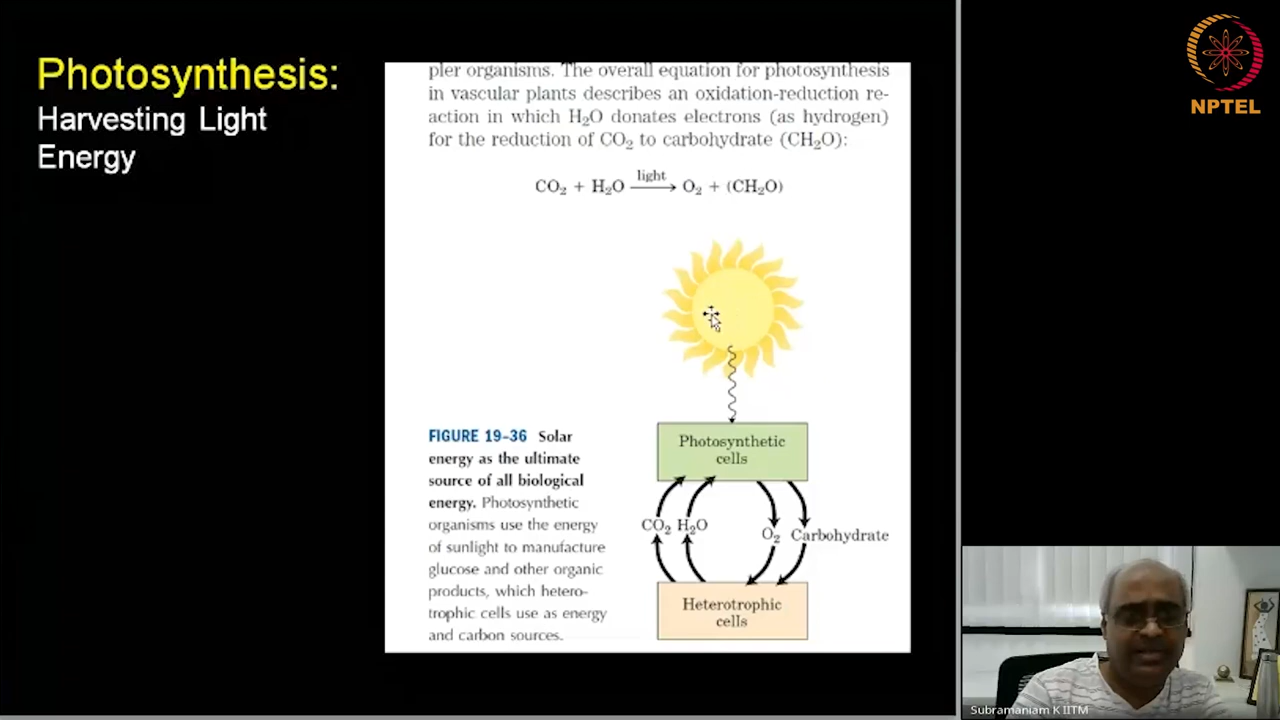 Photosynthesis:
Harvesting Light
Energy
pler organisms. The overall equation for photosynthesis
in vascular plants describes an oxidation-reduction re-
action in which H₂O donates electrons (as hydrogen)
for the reduction of CO₂ to carbohydrate (CH₂O):
light
CO₂ + H₂O ⟶ O₂ + (CH₂O)
FIGURE 19–36 Solar
energy as the ultimate
source of all biological
energy. Photosynthetic
organisms use the energy
of sunlight to manufacture
glucose and other organic
products, which hetero-
trophic cells use as energy
and carbon sources.
Photosynthetic
cells
CO₂ H₂O
O₂ Carbohydrate
Heterotrophic
cells
NPTEL
Subramaniam K IITM